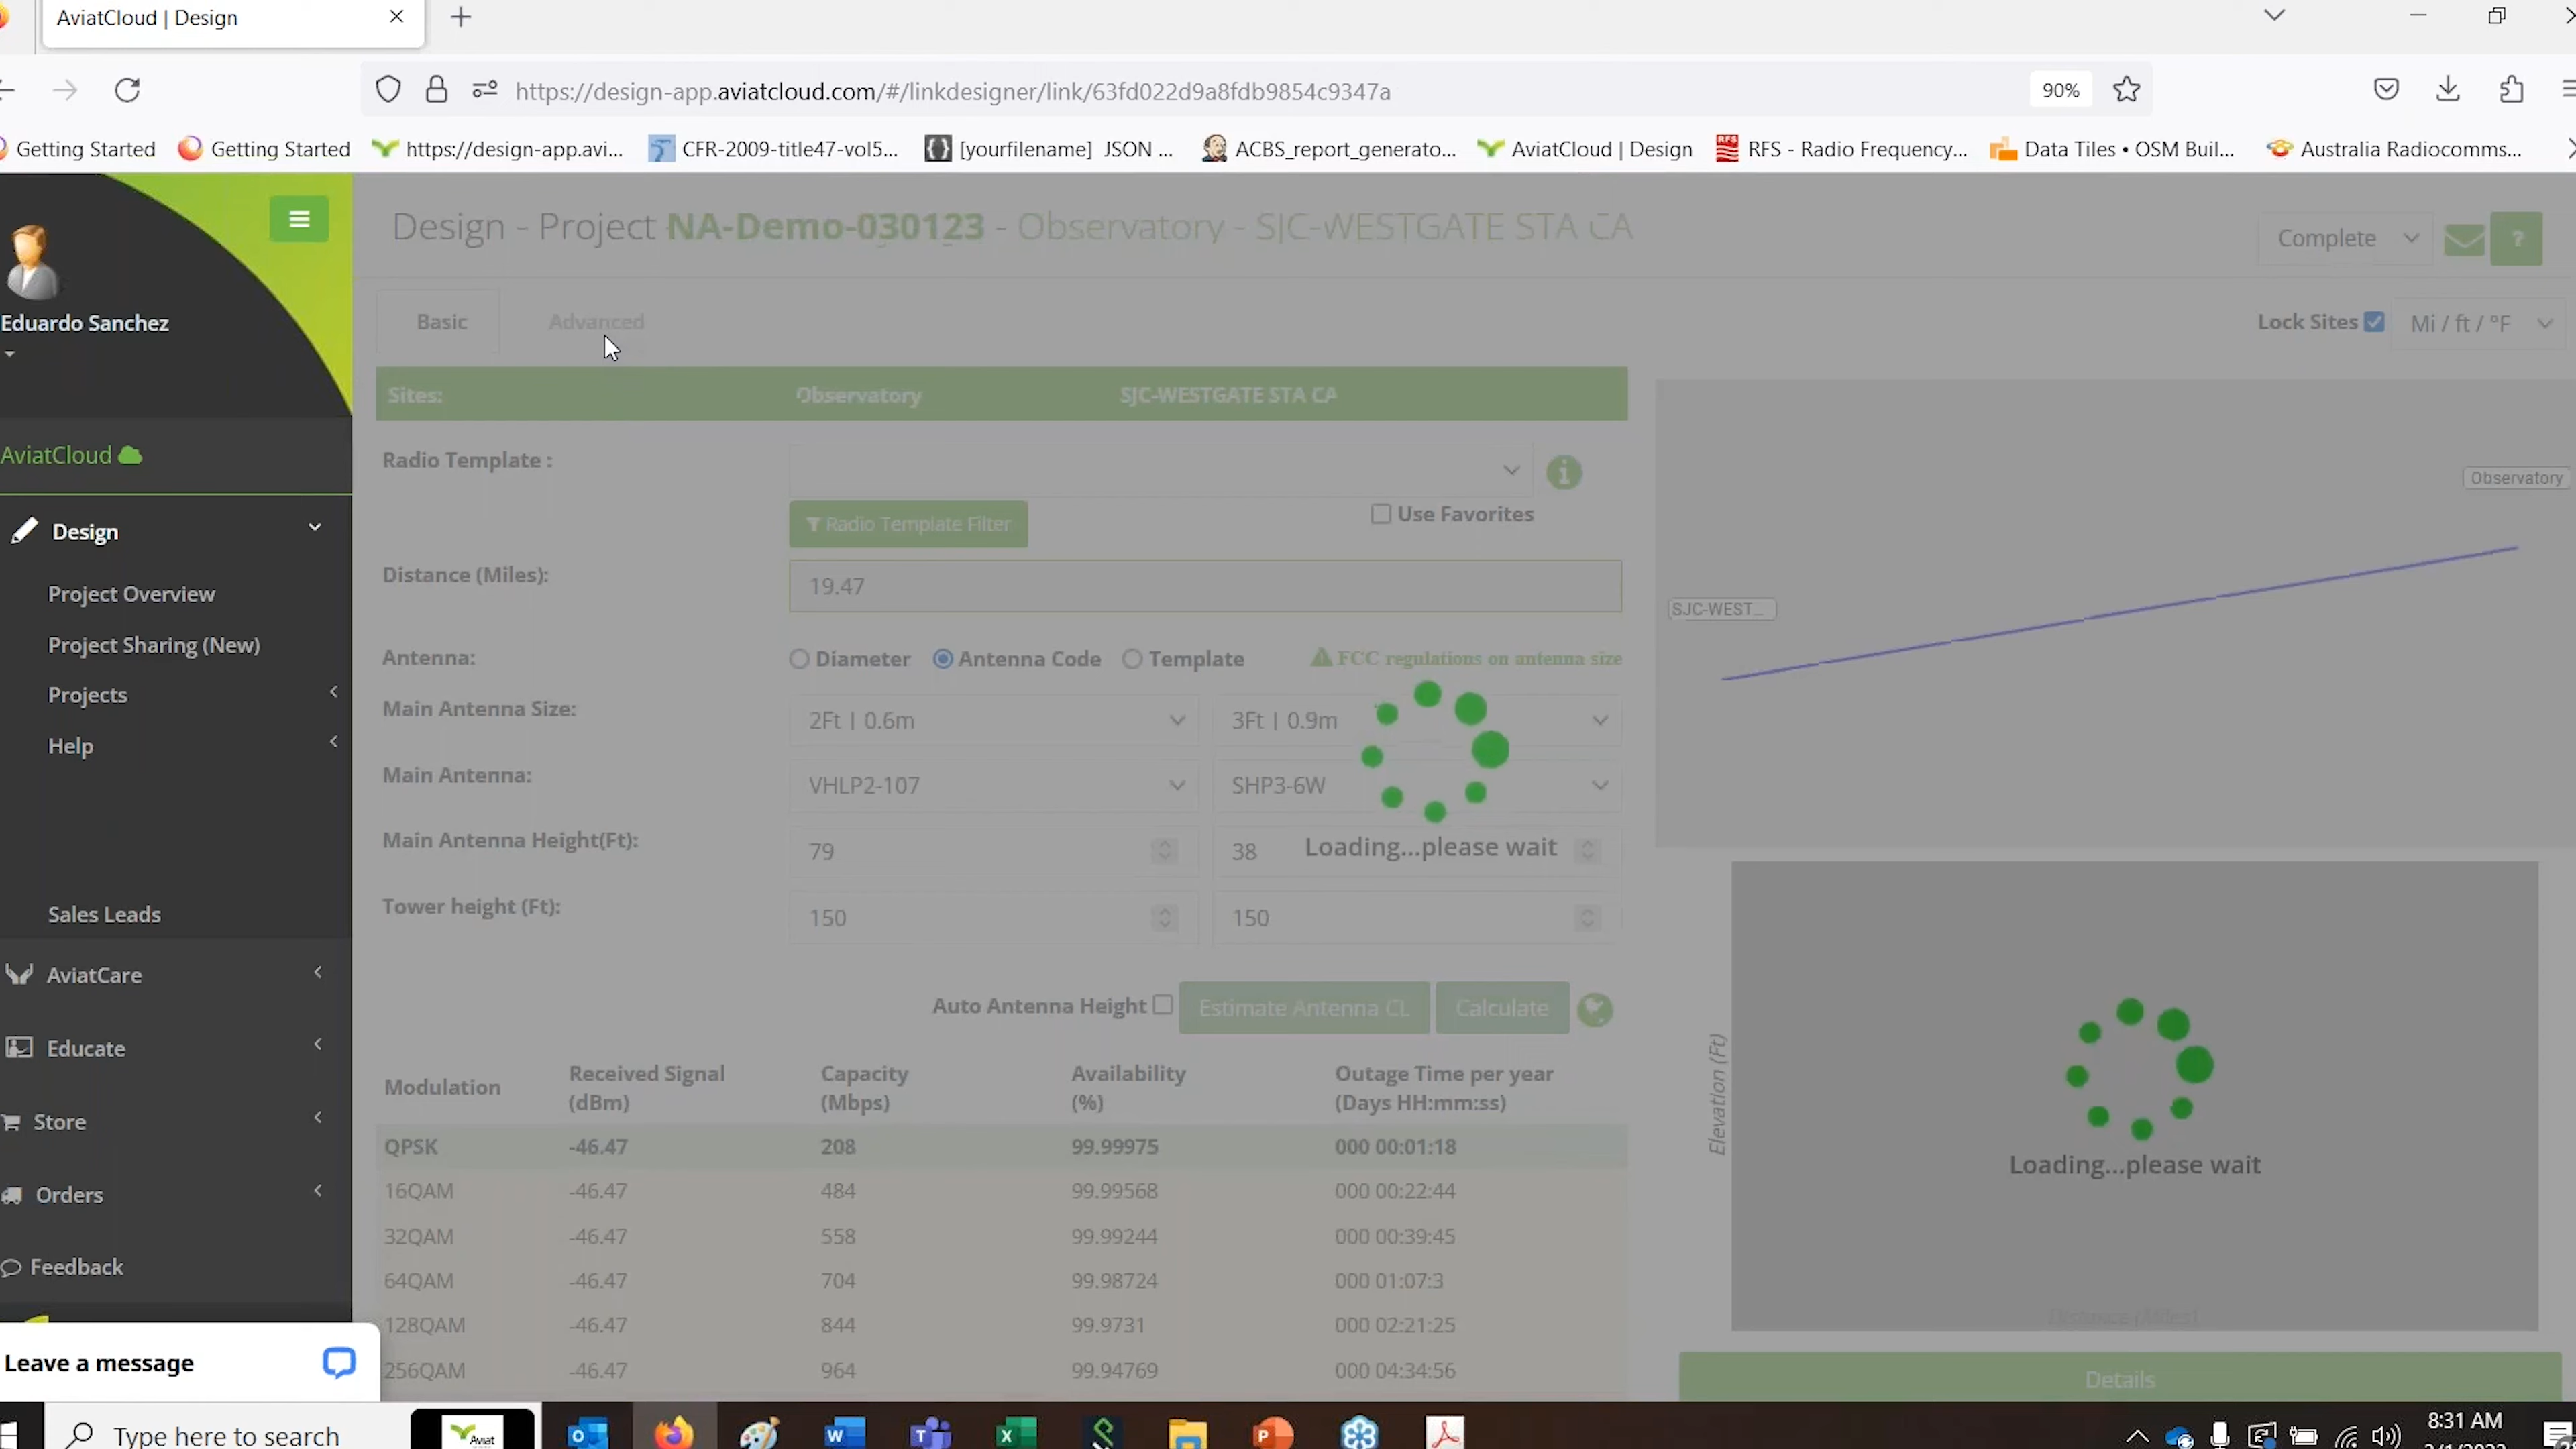 AviatCloud | Design
https://design-app.aviatcloud.com/#/linkdesigner/link/63fd022d9a8fdb9854c9347a
90%
Getting Started
Getting Started
https://design-app.avi...
CFR-2009-title47-vol5...
[yourfilename] JSON ...
ACBS_report_generato...
AviatCloud | Design
RFS - Radio Frequency...
Data Tiles • OSM Buil...
Australia Radiocomms...
Design - Project NA-Demo-030123 - Observatory - SJC-WESTGATE STA CA
Complete
?
Eduardo Sanchez
Basic
Advanced
Lock Sites
Mi / ft / °F
Sites:
Observatory
SJC-WESTGATE STA CA
AviatCloud
Design
Project Overview
Project Sharing (New)
Projects
Help
Sales Leads
AviatCare
Educate
Store
Orders
Feedback
Leave a message
Radio Template :
Radio Template Filter
Use Favorites
Distance (Miles):
19.47
Antenna:
Diameter
Antenna Code
Template
FCC regulations on antenna size
Main Antenna Size:
2Ft | 0.6m
3Ft | 0.9m
Main Antenna:
VHLP2-107
SHP3-6W
Main Antenna Height(Ft):
79
38
Loading...please wait
Tower height (Ft):
150
150
Auto Antenna Height
Estimate Antenna CL
Calculate
Modulation
Received Signal (dBm)
Capacity (Mbps)
Availability (%)
Outage Time per year (Days HH:mm:ss)
QPSK -46.47 208 99.99975 000 00:01:18
16QAM -46.47 484 99.99568 000 00:22:44
32QAM -46.47 558 99.99244 000 00:39:45
64QAM -46.47 704 99.98724 000 01:07:3
128QAM -46.47 844 99.9731 000 02:21:25
256QAM -46.47 964 99.94769 000 04:34:56
Observatory
SJC-WEST...
Elevation (Ft)
Loading...please wait
Distance (Miles)
Details
Type here to search
Aviat
8:31 AM